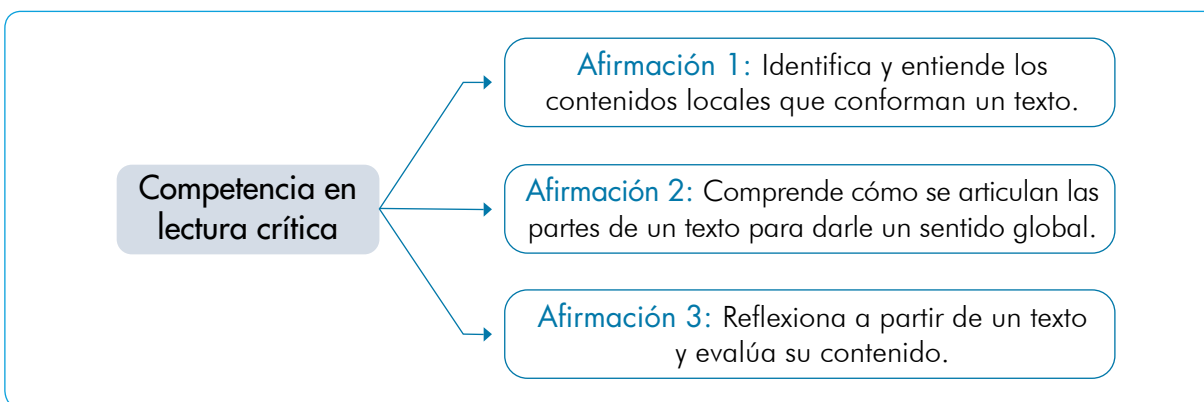 Afirmación 1: Identifica y entiende los
contenidos locales que conforman un texto.
Competencia en
lectura crítica
Afirmación 2: Comprende cómo se articulan las
partes de un texto para darle un sentido global.
Afirmación 3: Reflexiona a partir de un texto
y evalúa su contenido.